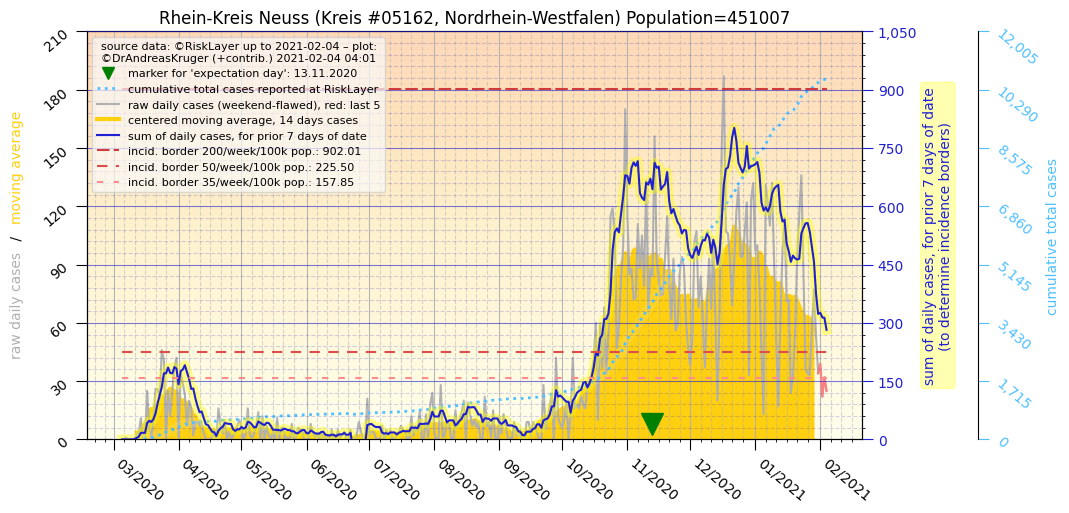 Rhein-Kreis Neuss (Kreis #05162, Nordrhein-Westfalen) Population=451007
source data: ©RiskLayer up to 2021-02-04 – plot:
©DrAndreasKruger (+contrib.) 2021-02-04 04:01
marker for 'expectation day': 13.11.2020
cumulative total cases reported at RiskLayer
raw daily cases (weekend-flawed), red: last 5
centered moving average, 14 days cases
sum of daily cases, for prior 7 days of date
incid. border 200/week/100k pop.: 902.01
incid. border 50/week/100k pop.: 225.50
incid. border 35/week/100k pop.: 157.85
raw daily cases / moving average
210
180
150
120
90
60
30
0
03/2020
04/2020
05/2020
06/2020
07/2020
08/2020
09/2020
10/2020
11/2020
12/2020
01/2021
02/2021
1,050
900
750
600
450
300
150
0
sum of daily cases, for prior 7 days of date
(to determine incidence borders)
12,005
10,290
8,575
6,860
5,145
3,430
1,715
0
cumulative total cases